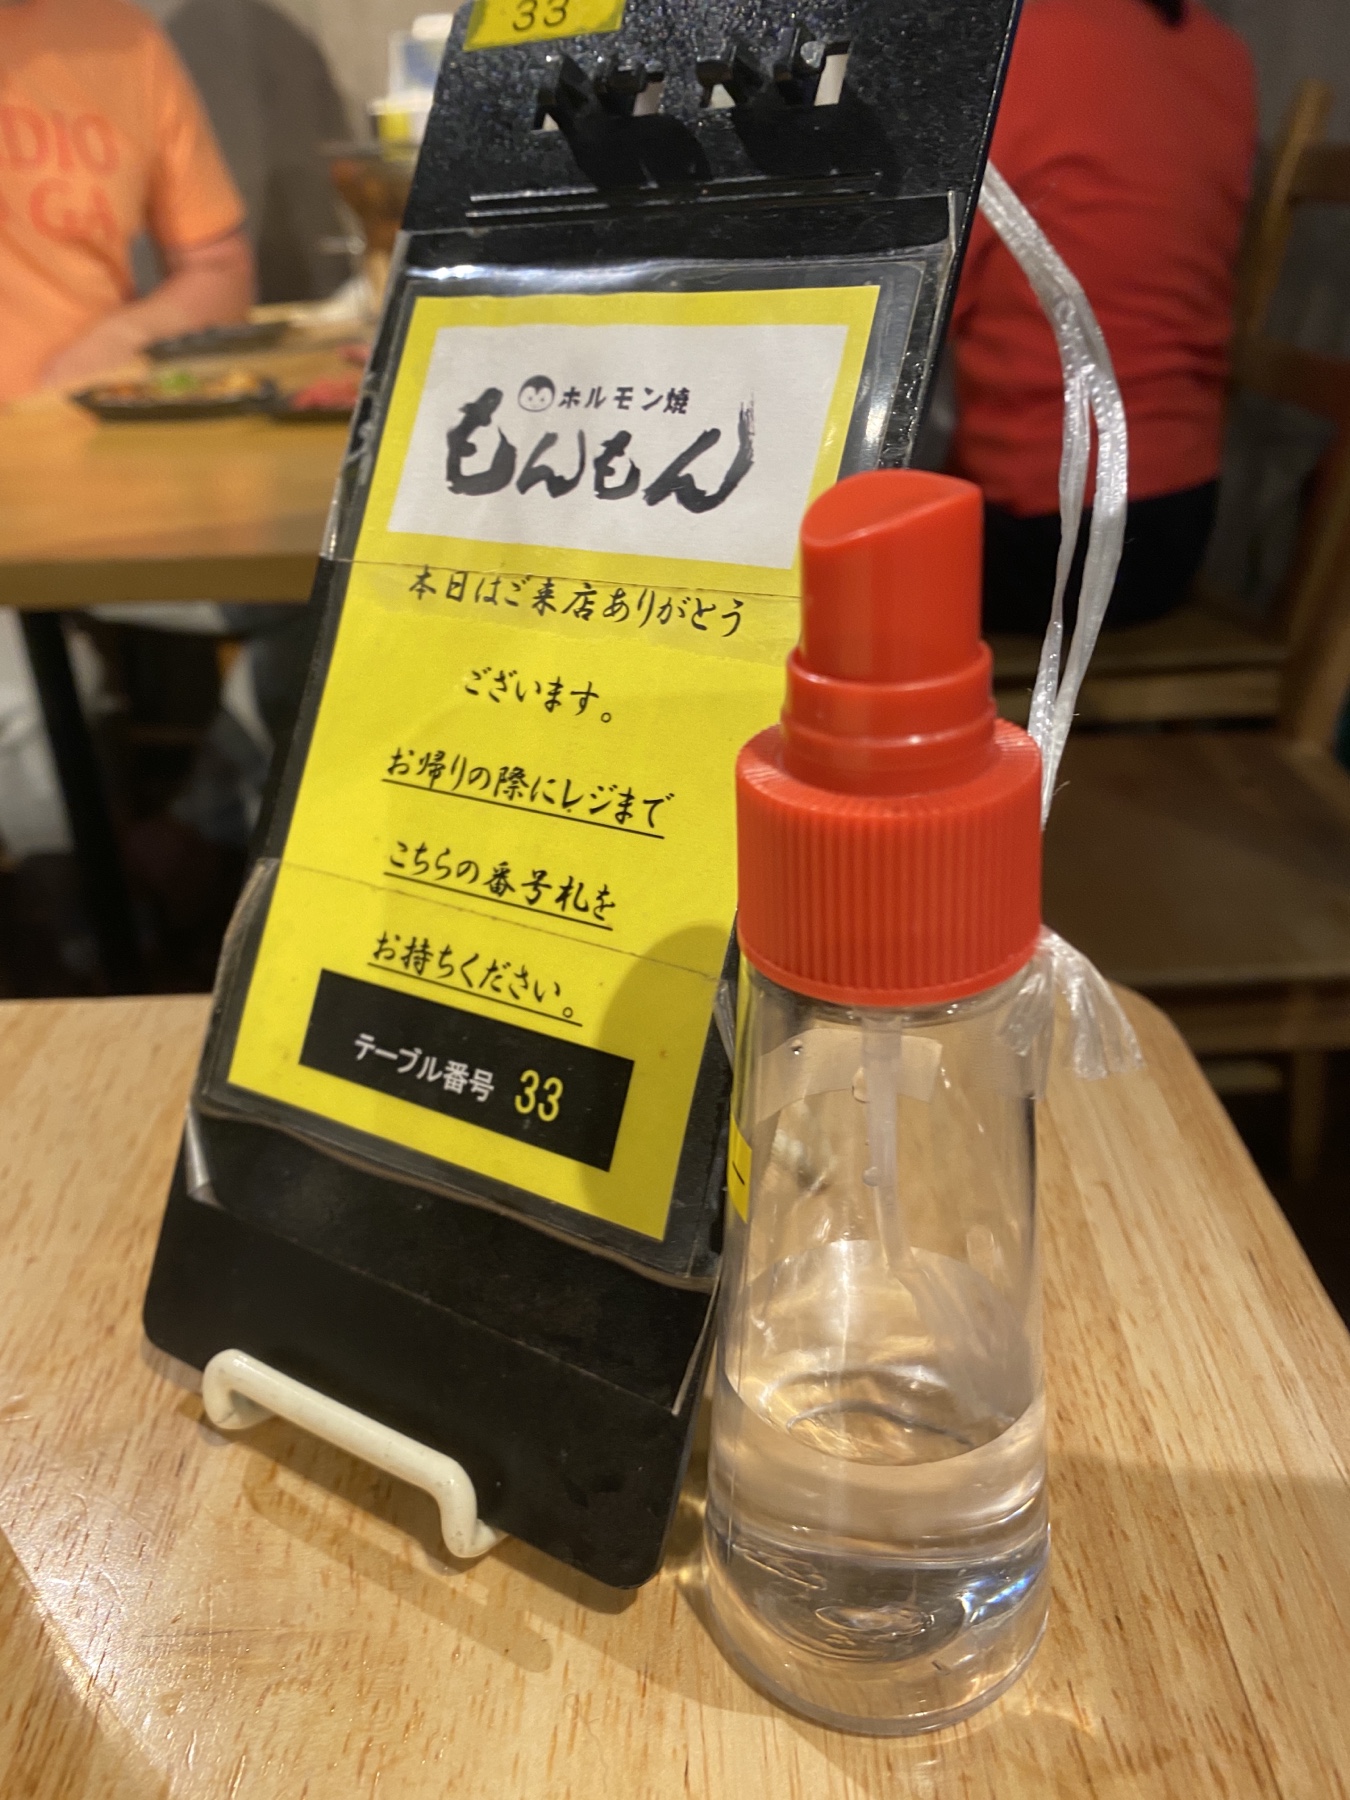 33
ホルモン焼
もんもん
本日はご来店ありがとう
ございます。
お帰りの際にレジまで
こちらの番号札を
お持ちください。
テーブル番号 33
DIO
GA